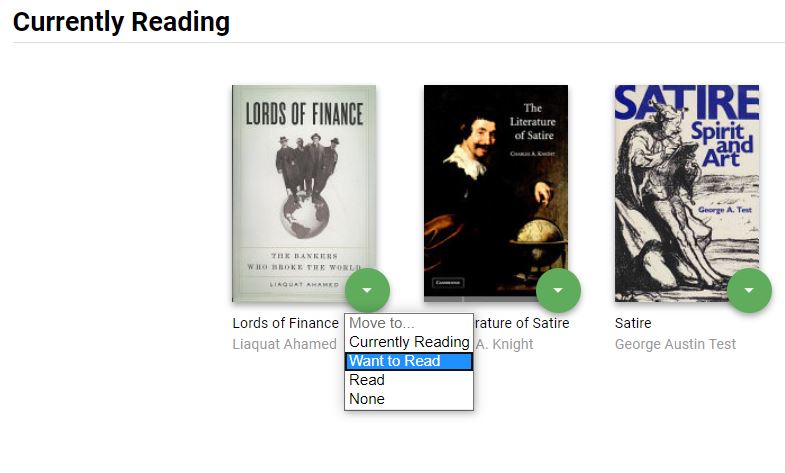 Currently Reading
LORDS OF FINANCE
THE BANKERS
WHO BROKE THE WORLD
LIAQUAT AHAMED
The
Literature
of Satire
CHARLES A. KNIGHT
CAMBRIDGE
SATIRE
Spirit
and
Art
George A. Test
Lords of Finance
Liaquat Ahamed
Move to...
Currently Reading
Want to Read
Read
None
rature of Satire
A. Knight
Satire
George Austin Test